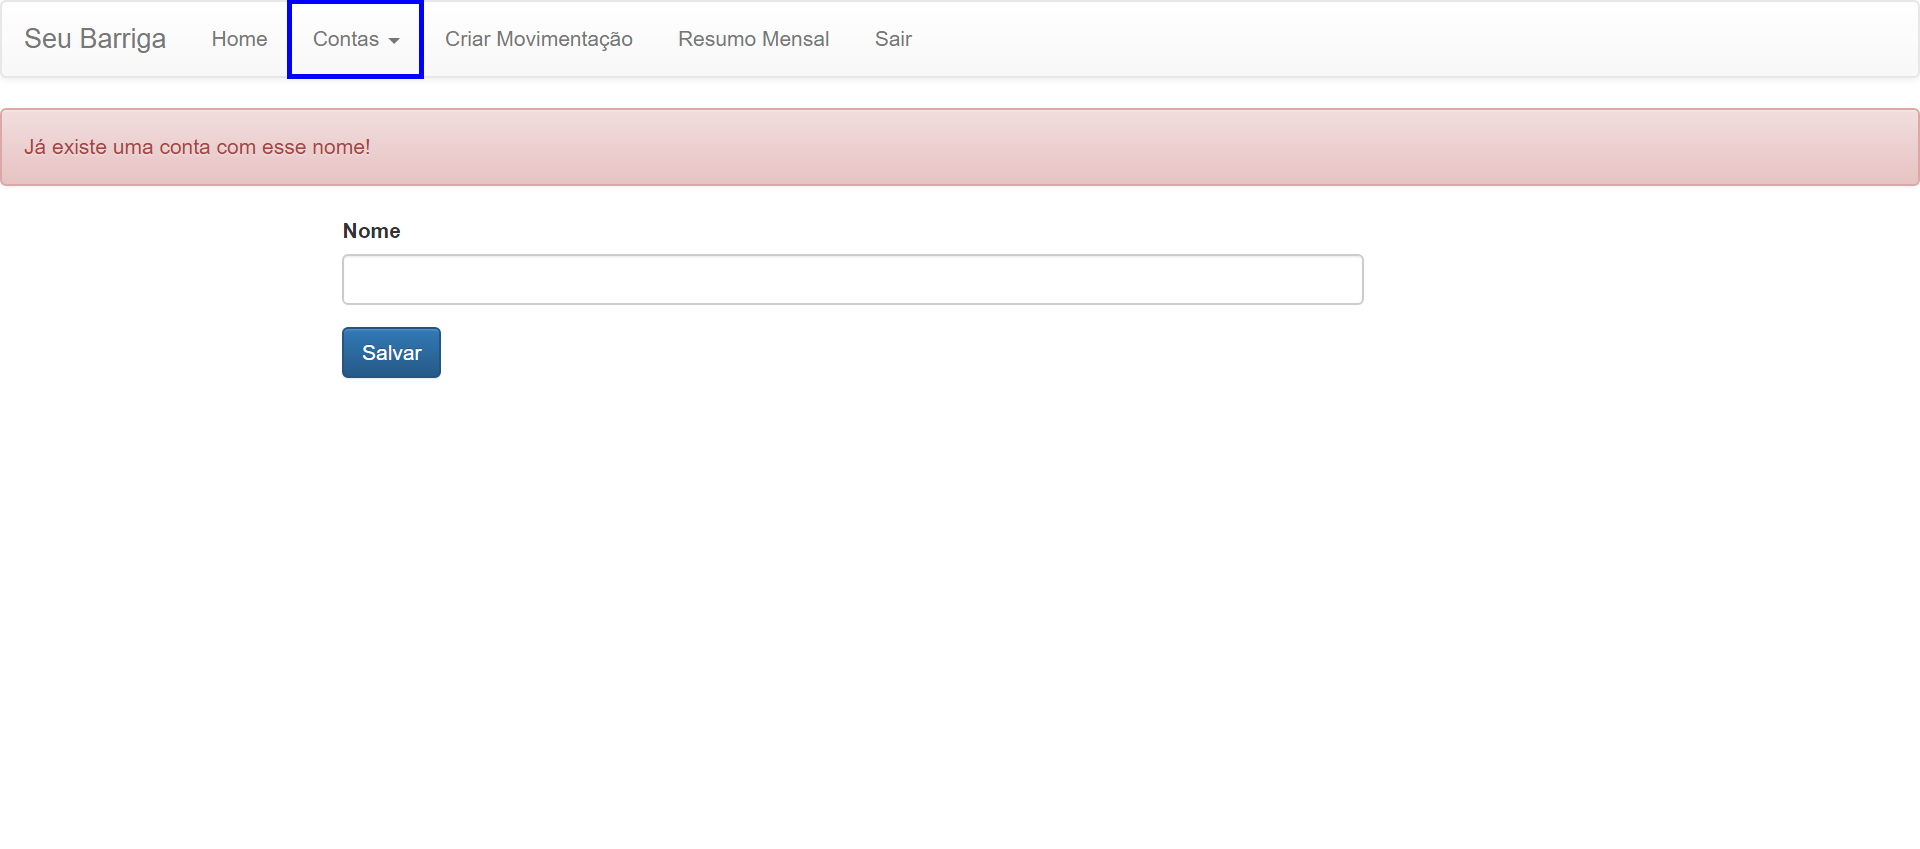 Seu Barriga Home Contas Criar Movimentação Resumo Mensal Sair
Já existe uma conta com esse nome!
Nome
Salvar